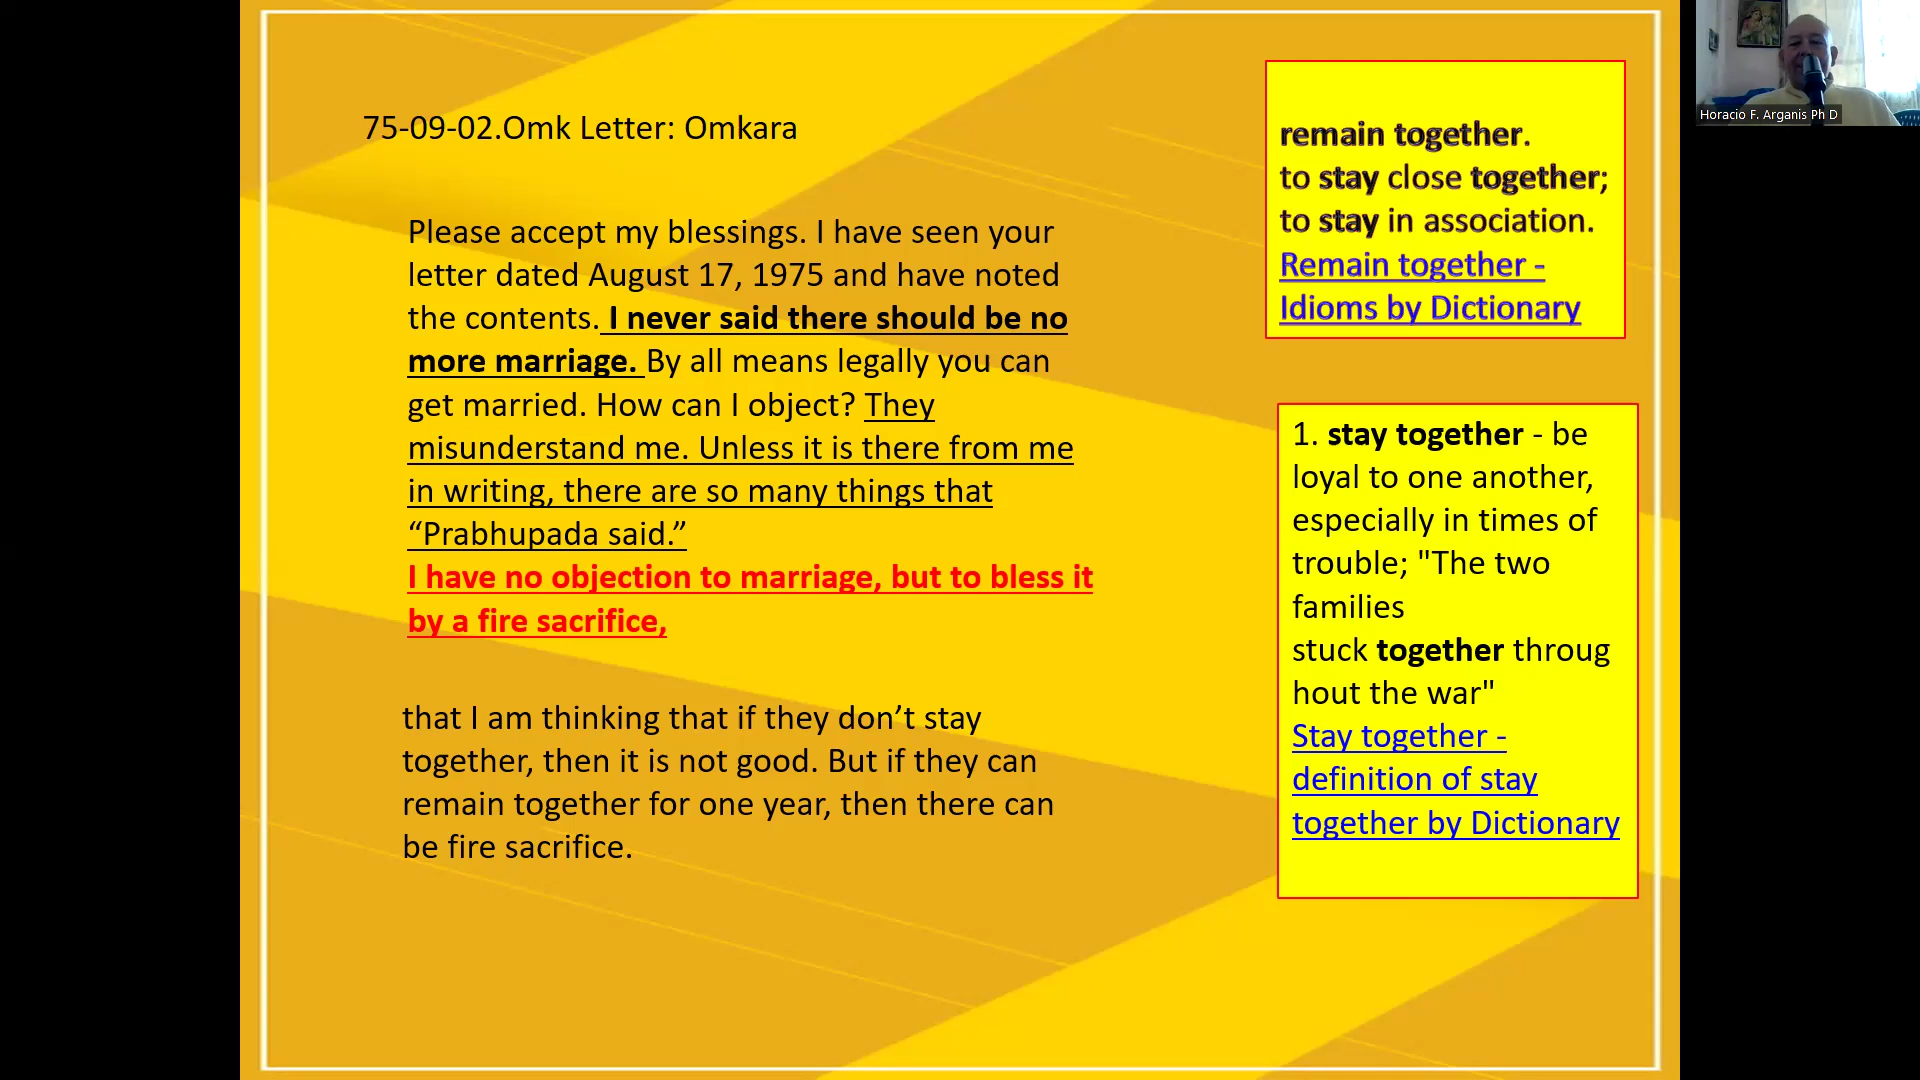 75-09-02.Omk Letter: Omkara
Please accept my blessings. I have seen your
letter dated August 17, 1975 and have noted
the contents. I never said there should be no
more marriage. By all means legally you can
get married. How can I object? They
misunderstand me. Unless it is there from me
in writing, there are so many things that
“Prabhupada said.”
I have no objection to marriage, but to bless it
by a fire sacrifice,
that I am thinking that if they don’t stay
together, then it is not good. But if they can
remain together for one year, then there can
be fire sacrifice.
remain together.
to stay close together;
to stay in association.
Remain together -
Idioms by Dictionary
1. stay together - be
loyal to one another,
especially in times of
trouble; "The two
families
stuck together throug
hout the war"
Stay together -
definition of stay
together by Dictionary
Horacio F. Arganis Ph D